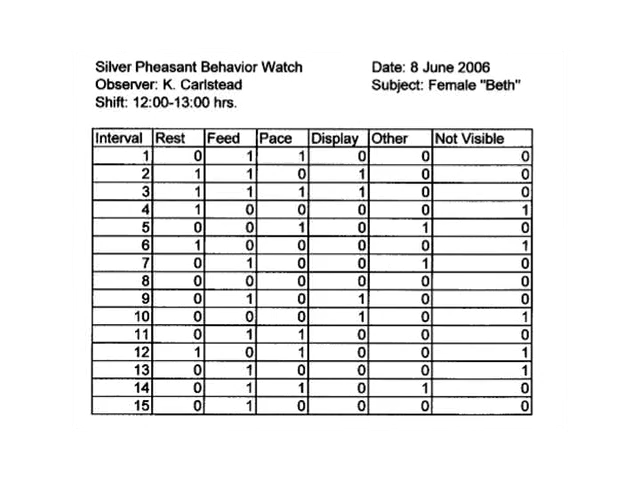 Silver Pheasant Behavior Watch Date: 8 June 2006
Observer: K. Carlstead Subject: Female "Beth"
Shift: 12:00-13:00 hrs.
Interval Rest Feed Pace Display Other Not Visible
1 0 1 1 0 0 0
2 1 1 0 1 0 0
3 1 1 1 1 0 0
4 1 0 0 0 0 1
5 0 0 1 0 1 0
6 1 0 0 0 0 1
7 0 1 0 0 1 0
8 0 0 0 0 0 0
9 0 1 0 1 0 0
10 0 0 0 1 0 1
11 0 1 1 0 0 0
12 1 0 1 0 0 1
13 0 1 0 0 0 1
14 0 1 1 0 1 0
15 0 1 0 0 0 0